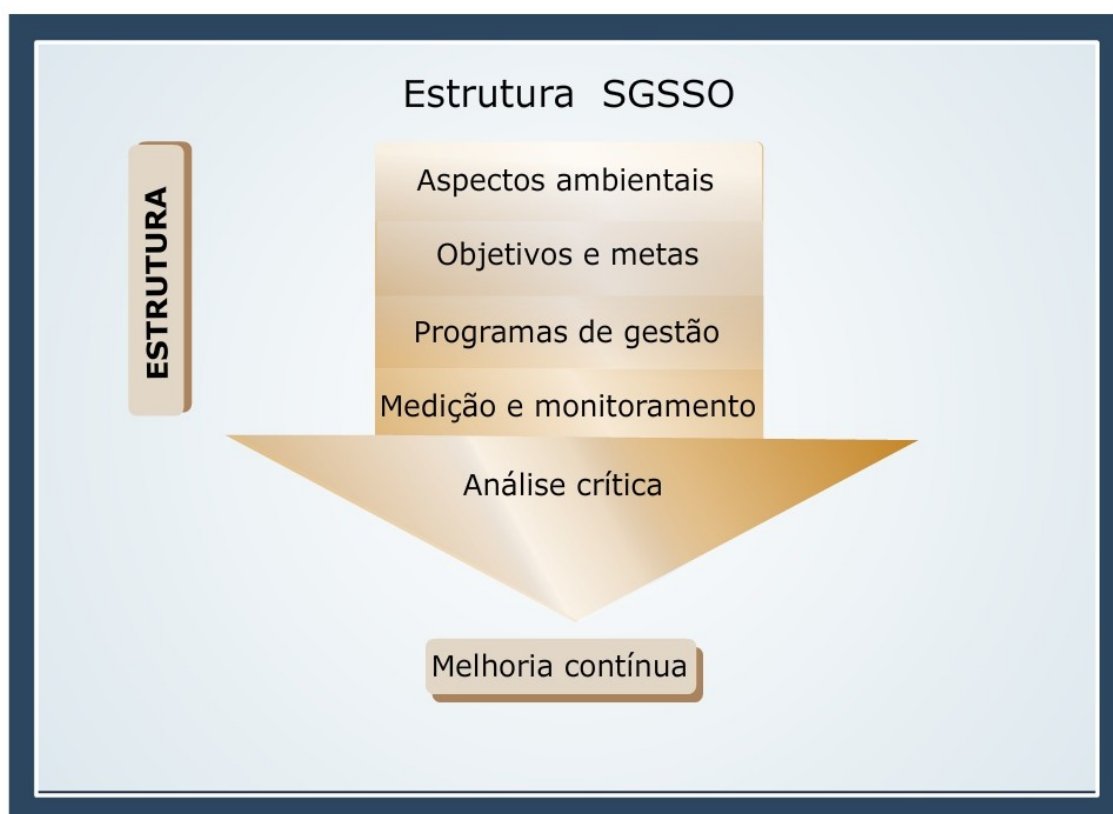 Estrutura SGSSO
ESTRUTURA
Aspectos ambientais
Objetivos e metas
Programas de gestão
Medição e monitoramento
Análise crítica
Melhoria contínua